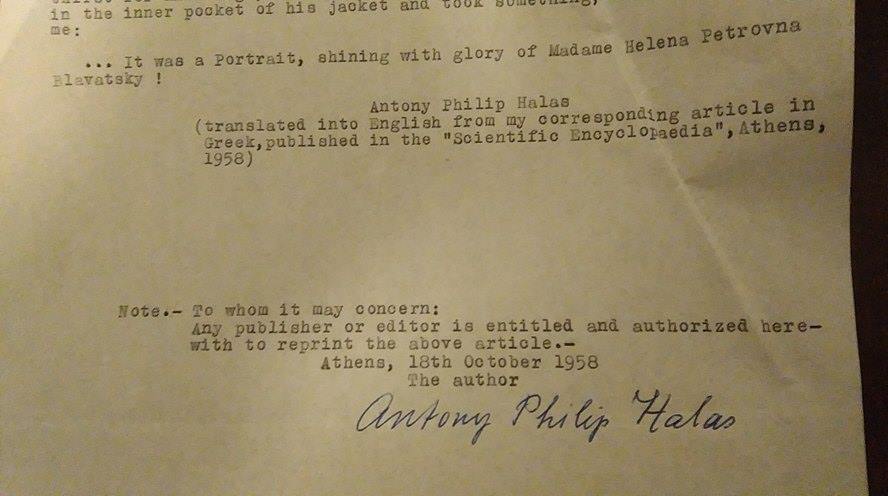 in the inner pocket of his jacket and took something,
me:
... It was a Portrait, shining with glory of Madame Helena Petrovna
Blavatsky !
Antony Philip Halas
(translated into English from my corresponding article in
Greek,published in the "Scientific Encyclopaedia",Athens,
1958)
Note.- To whom it may concern:
Any publisher or editor is entitled and authorized here-
with to reprint the above article.-
Athens, 18th October 1958
The author
Antony Philip Halas